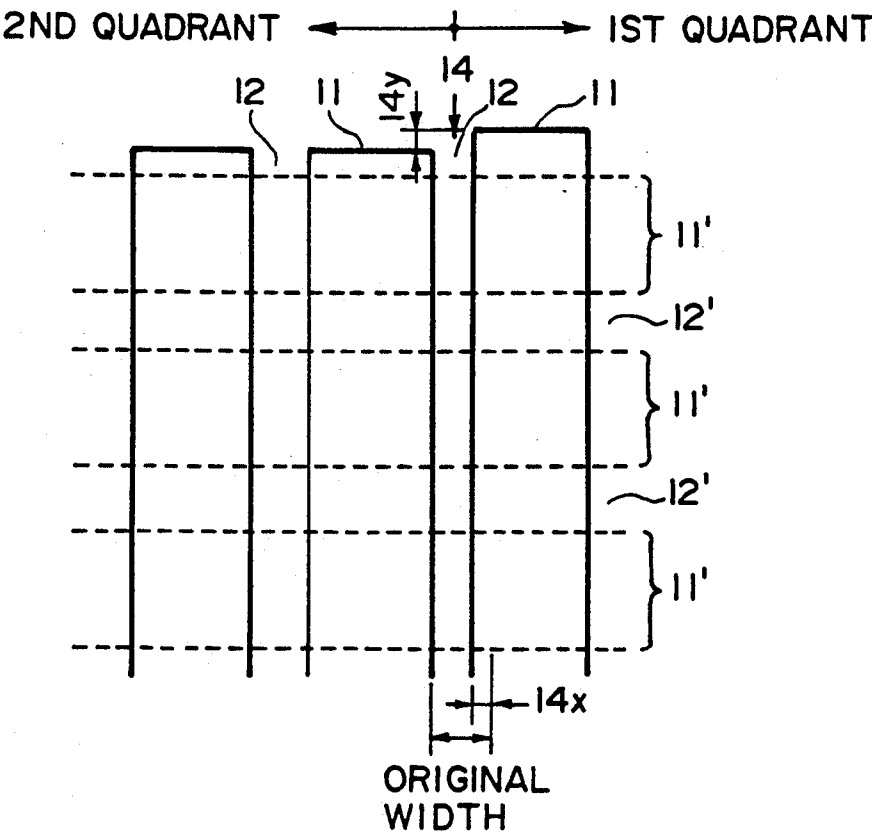 2ND QUADRANT
1ST QUADRANT
14
12
11
14y
12
11
11'
12'
11'
12'
11'
14x
ORIGINAL
WIDTH